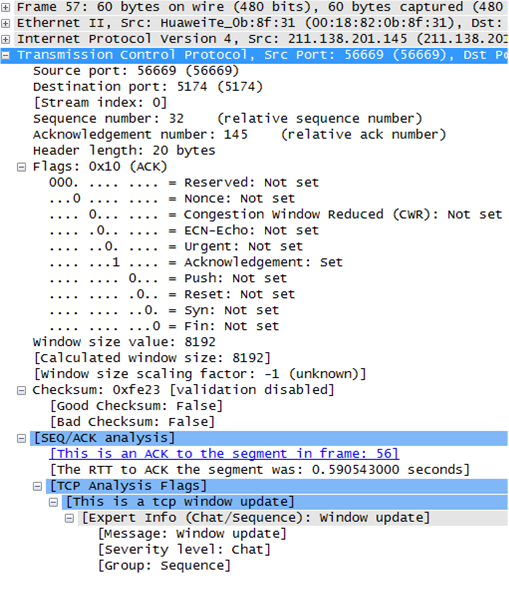 Frame 57: 60 bytes on wire (480 bits), 60 bytes captured (480
Ethernet II, Src: HuaweiTe_0b:8f:31 (00:18:82:0b:8f:31), Dst:
Internet Protocol Version 4, Src: 211.138.201.145 (211.138.201
Transmission Control Protocol, Src Port: 56669 (56669), Dst Po
Source port: 56669 (56669)
Destination port: 5174 (5174)
[Stream index: 0]
Sequence number: 32    (relative sequence number)
Acknowledgement number: 145    (relative ack number)
Header length: 20 bytes
Flags: 0x10 (ACK)
000. .... .... = Reserved: Not set
...0 .... .... = Nonce: Not set
.... 0... .... = Congestion Window Reduced (CWR): Not set
.... .0.. .... = ECN-Echo: Not set
.... ..0. .... = Urgent: Not set
.... ...1 .... = Acknowledgement: Set
.... .... 0... = Push: Not set
.... .... .0.. = Reset: Not set
.... .... ..0. = Syn: Not set
.... .... ...0 = Fin: Not set
Window size value: 8192
[Calculated window size: 8192]
[Window size scaling factor: -1 (unknown)]
Checksum: 0xfe23 [validation disabled]
[Good Checksum: False]
[Bad Checksum: False]
[SEQ/ACK analysis]
[This is an ACK to the segment in frame: 56]
[The RTT to ACK the segment was: 0.590543000 seconds]
[TCP Analysis Flags]
[This is a tcp window update]
[Expert Info (Chat/Sequence): Window update]
[Message: Window update]
[Severity level: Chat]
[Group: Sequence]